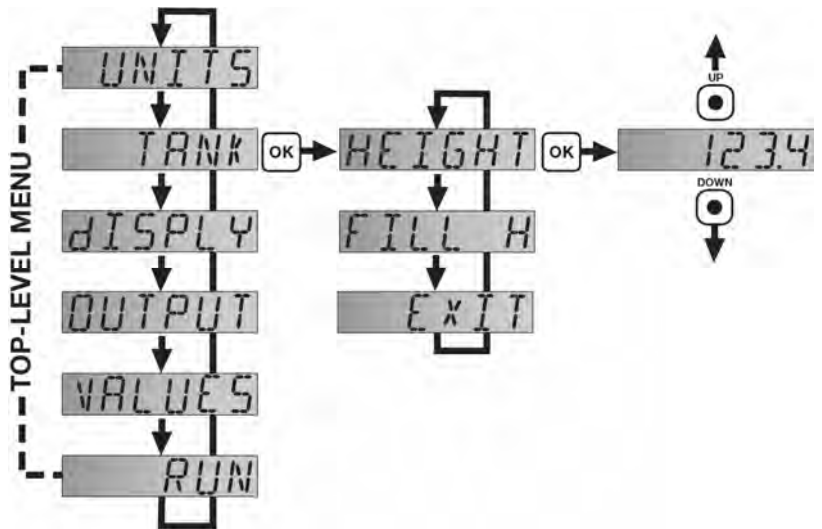 UNITS
TANK OK HEIGHT OK 123.4
UP
DOWN
dISPLY
FILL H
OUTPUT
ExIT
VALUES
RUN
TOP-LEVEL MENU